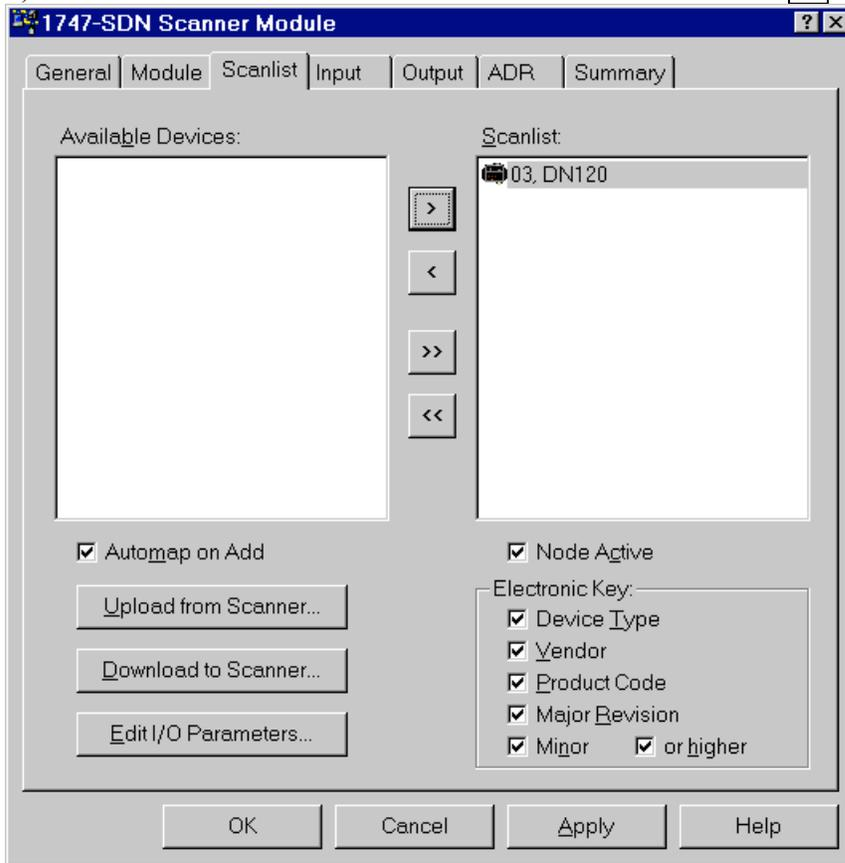 1747-SDN Scanner Module
General Module Scanlist Input Output ADR Summary
Available Devices: Scanlist:
03, DN120
>
<
>>
<<
Automap on Add Node Active
Electronic Key:
Upload from Scanner... Device Type
Vendor
Download to Scanner... Product Code
Major Revision
Edit I/O Parameters... Minor or higher
OK Cancel Apply Help